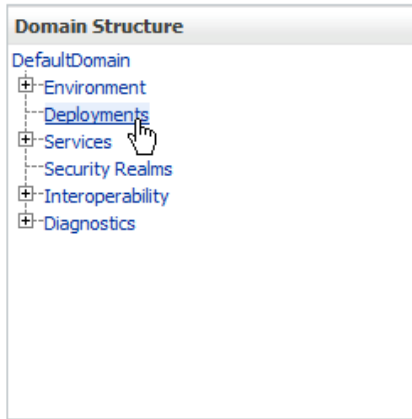 Domain Structure
DefaultDomain
Environment
Deployments
Services
Security Realms
Interoperability
Diagnostics